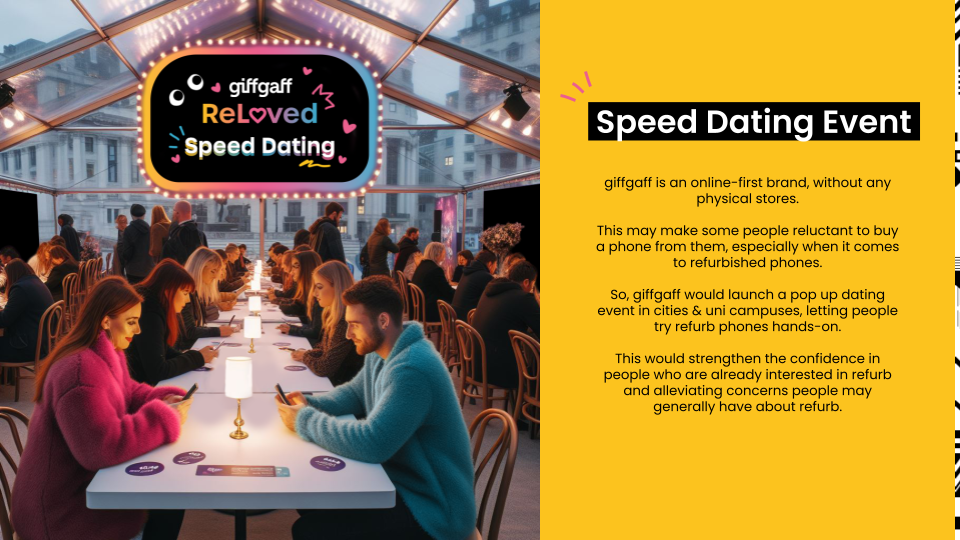 giffgaff
ReLoved
Speed Dating
Speed Dating Event
giffgaff is an online-first brand, without any
physical stores.
This may make some people reluctant to buy
a phone from them, especially when it comes
to refurbished phones.
So, giffgaff would launch a pop up dating
event in cities & uni campuses, letting people
try refurb phones hands-on.
This would strengthen the confidence in
people who are already interested in refurb
and alleviating concerns people may
generally have about refurb.